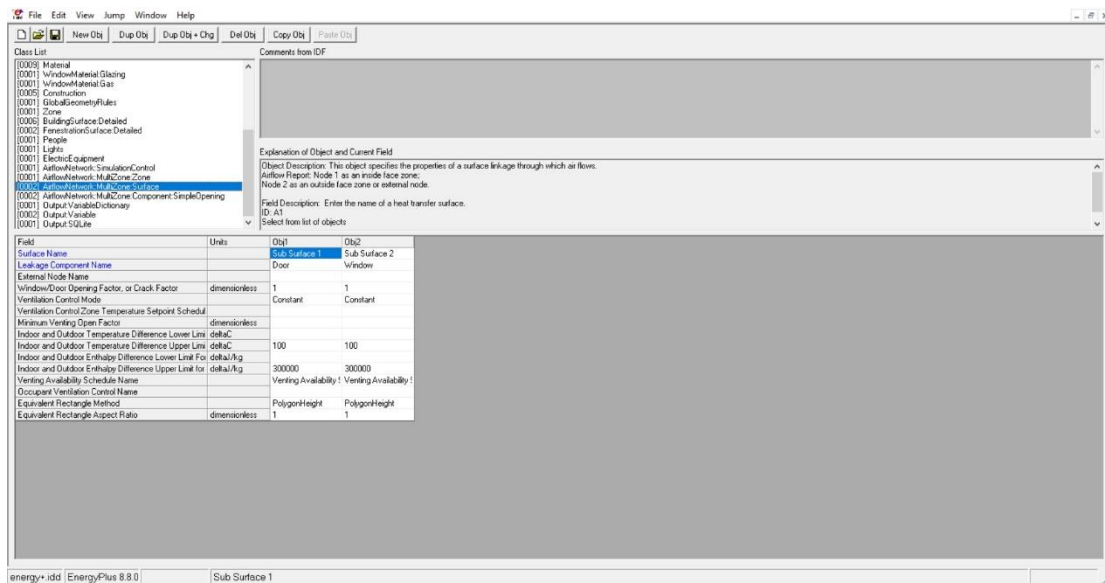 File Edit View Jump Window Help
New Obj Dup Obj Dup Obj + Chg Del Obj Copy Obj Paste Obj
Class List
[0009] Material
[0001] WindowMaterial:Glazing
[0001] WindowMaterial:Gas
[0005] Construction
[0001] GlobalGeometryRules
[0001] Zone
[0006] BuildingSurface:Detailed
[0002] FenestrationSurface:Detailed
[0001] People
[0001] Lights
[0001] ElectricEquipment
[0001] AirflowNetwork:SimulationControl
[0001] AirflowNetwork:MultiZone:Zone
[0002] AirflowNetwork:MultiZone:Surface
[0002] AirflowNetwork:MultiZone:Component:SimpleOpening
[0001] Output:VariableDictionary
[0002] Output:Variable
[0001] Output:SQLite
Comments from IDF
Explanation of Object and Current Field
Object Description: This object specifies the properties of a surface linkage through which air flows.
Airflow Report: Node 1 as an inside face zone;
Node 2 as an outside face zone or external node.
Field Description: Enter the name of a heat transfer surface.
ID: A1
Select from list of objects
Field Units Obj1 Obj2
Surface Name Sub Surface 1 Sub Surface 2
Leakage Component Name Door Window
External Node Name
Window/Door Opening Factor, or Crack Factor dimensionless 1 1
Ventilation Control Mode Constant Constant
Ventilation Control Zone Temperature Setpoint Schedul
Minimum Venting Open Factor dimensionless
Indoor and Outdoor Temperature Difference Lower Limi deltaC
Indoor and Outdoor Temperature Difference Upper Limi deltaC 100 100
Indoor and Outdoor Enthalpy Difference Lower Limit For deltaJ/kg
Indoor and Outdoor Enthalpy Difference Upper Limit for deltaJ/kg 300000 300000
Venting Availability Schedule Name Venting Availability S Venting Availability S
Occupant Ventilation Control Name
Equivalent Rectangle Method PolygonHeight PolygonHeight
Equivalent Rectangle Aspect Ratio dimensionless 1 1
energy+.idd EnergyPlus 8.8.0 Sub Surface 1